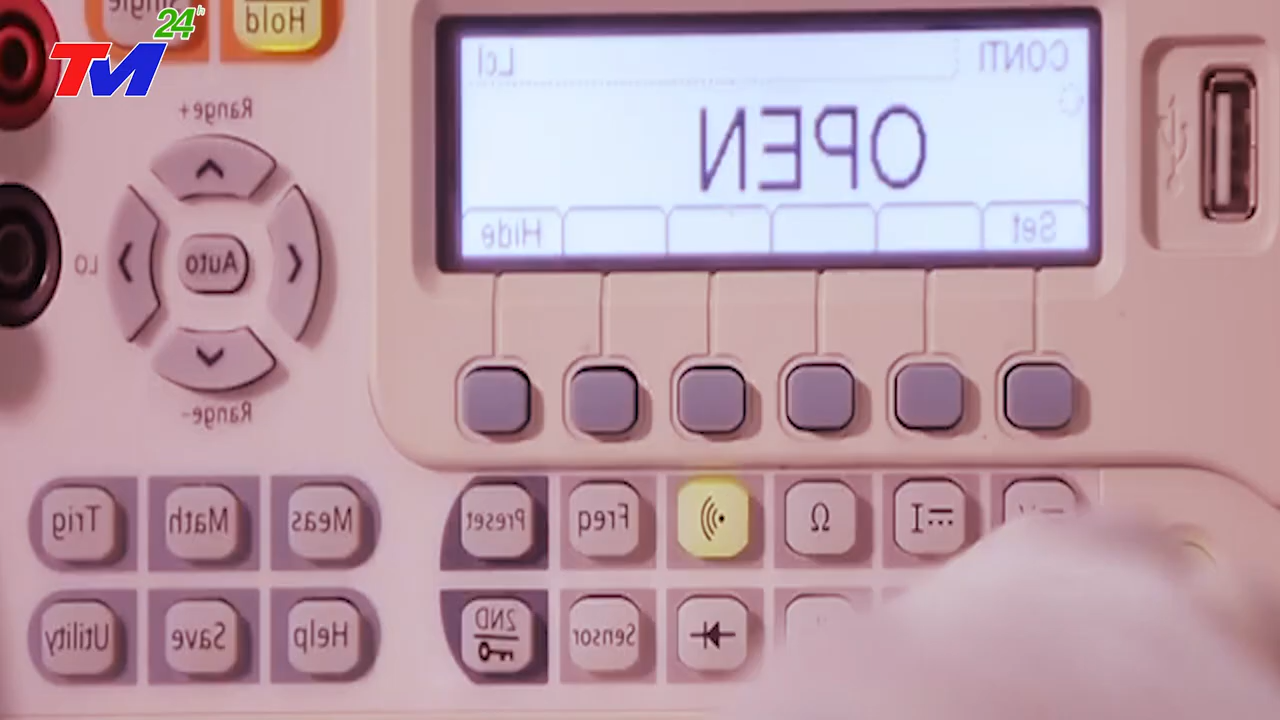 TM 24h
Single
Hold
Lcl
CONTI
Range+
OPEN
LO
Auto
Hide
Set
Range-
Trig
Math
Meas
Preset
Freq
Ω
I
Utility
Save
Help
2ND
Sensor